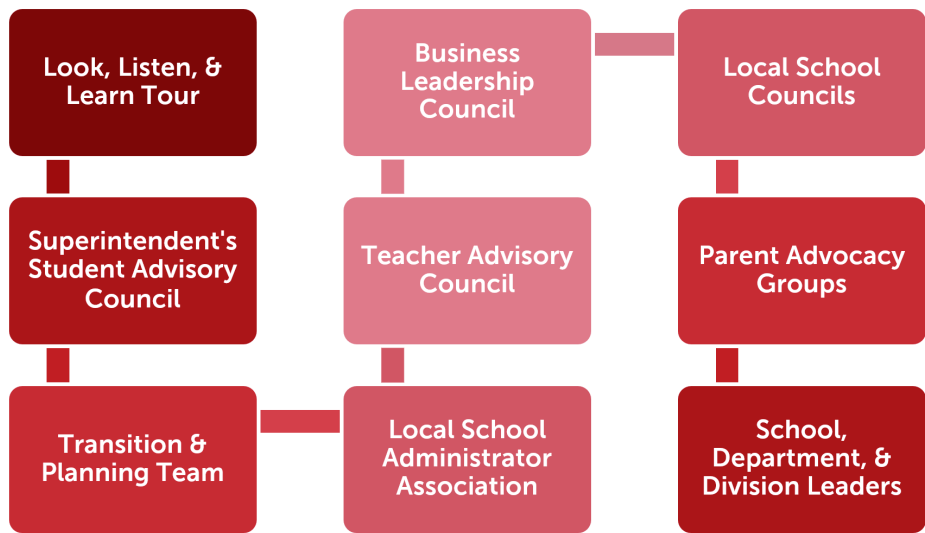 Look, Listen, &
Learn Tour
Superintendent's
Student Advisory
Council
Transition &
Planning Team
Local School
Administrator
Association
Teacher Advisory
Council
Business
Leadership
Council
Local School
Councils
Parent Advocacy
Groups
School,
Department, &
Division Leaders